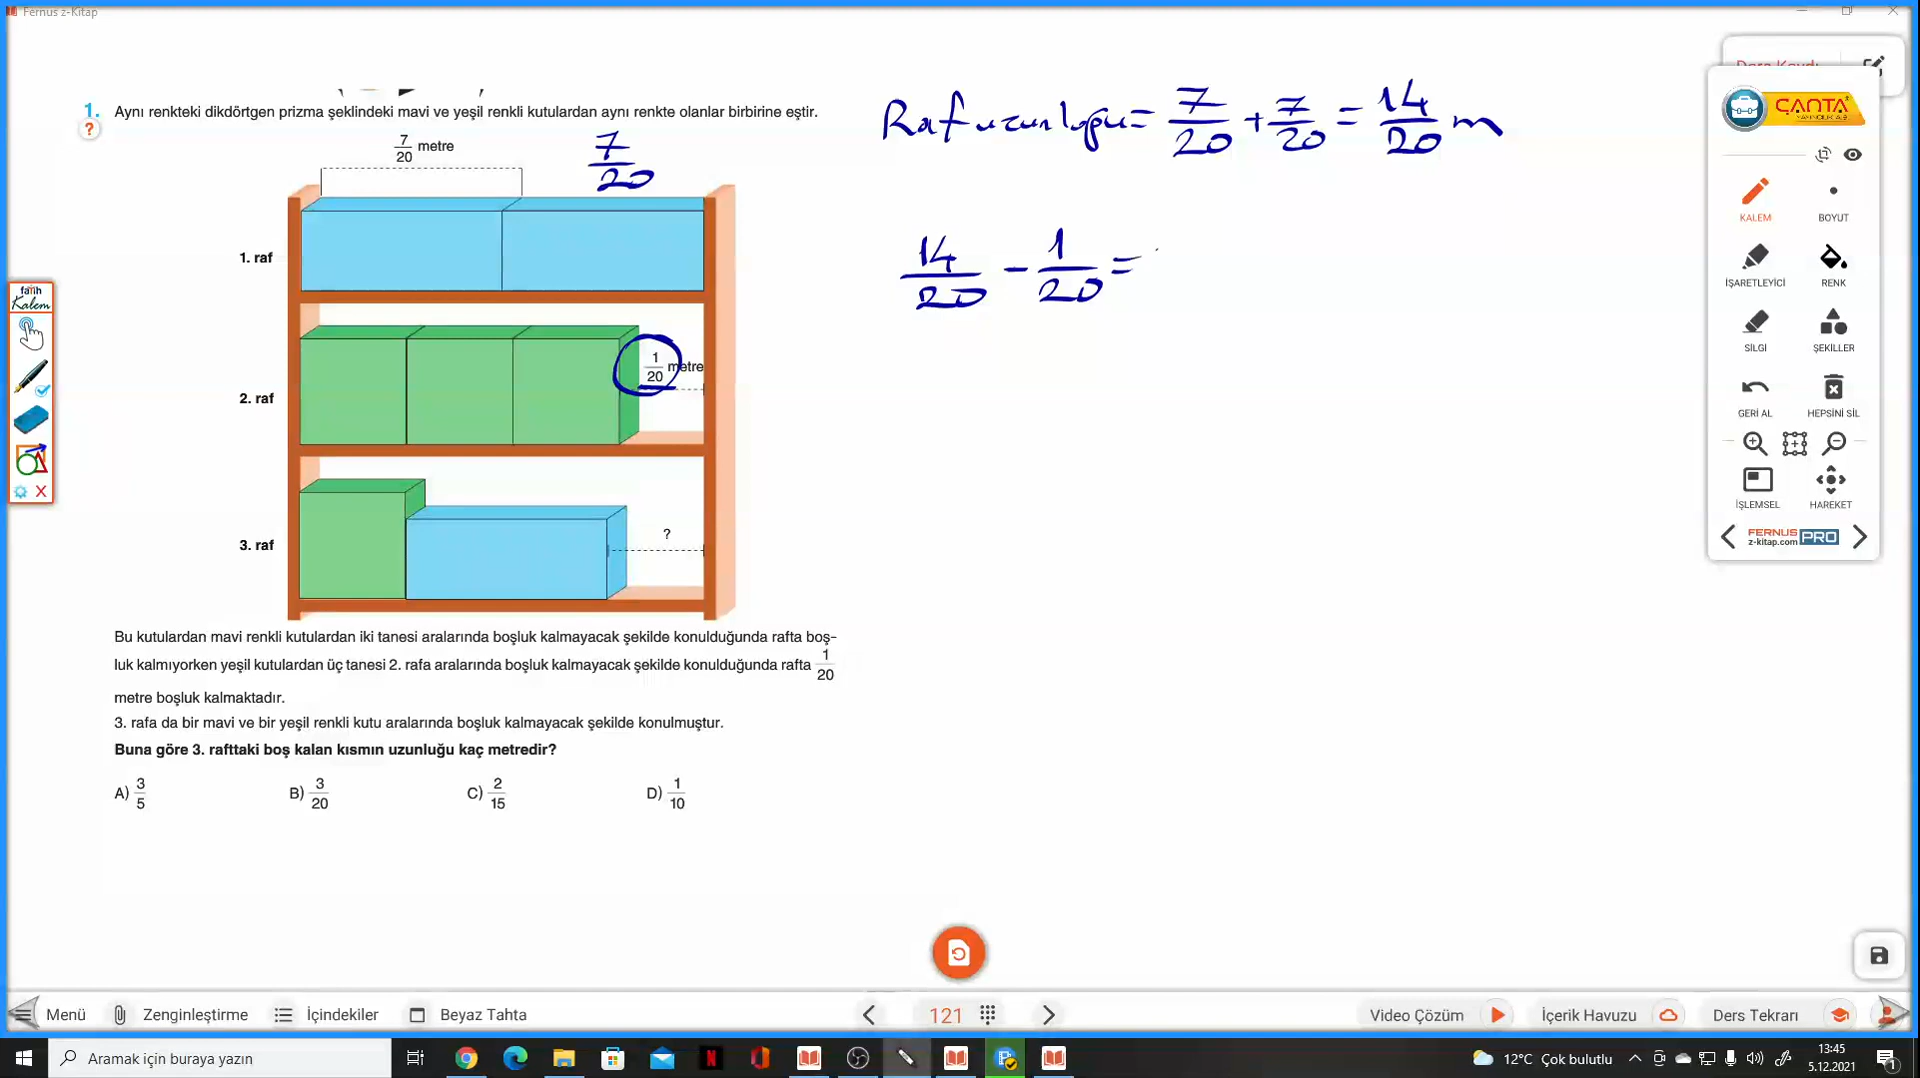 Fernus z-Kitap
1. Aynı renkteki dikdörtgen prizma şeklindeki mavi ve yeşil renkli kutulardan aynı renkte olanlar birbirine eştir.
?
7/20 metre
7/20
1. raf
2. raf
1/20 metre
3. raf
?
Bu kutulardan mavi renkli kutulardan iki tanesi aralarında boşluk kalmayacak şekilde konulduğunda rafta boş-
luk kalmıyorken yeşil kutulardan üç tanesi 2. rafa aralarında boşluk kalmayacak şekilde konulduğunda rafta 1/20
metre boşluk kalmaktadır.
3. rafa da bir mavi ve bir yeşil renkli kutu aralarında boşluk kalmayacak şekilde konulmuştur.
Buna göre 3. rafttaki boş kalan kısmın uzunluğu kaç metredir?
A) 3/5 B) 3/20 C) 2/15 D) 1/10
Raf uzunlugu = 7/20 + 7/20 = 14/20 m
14/20 - 1/20 =
fatih
Kalem
X
ÇANTA
KALEM BOYUT
İŞARETLEYİCİ RENK
SİLGİ ŞEKİLLER
GERİ AL HEPSİNİ SİL
İŞLEMSEL HAREKET
FERNUS
z-kitap.com PRO
Menü Zenginleştirme İçindekiler Beyaz Tahta 121 Video Çözüm İçerik Havuzu Ders Tekrarı
Aramak için buraya yazın
12°C Çok bulutlu
13:45
5.12.2021
1